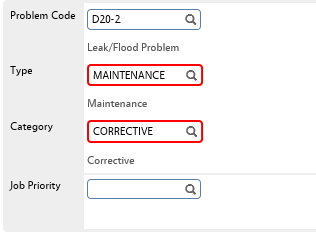 Problem Code D20-2
Leak/Flood Problem
Type MAINTENANCE
Maintenance
Category CORRECTIVE
Corrective
Job Priority